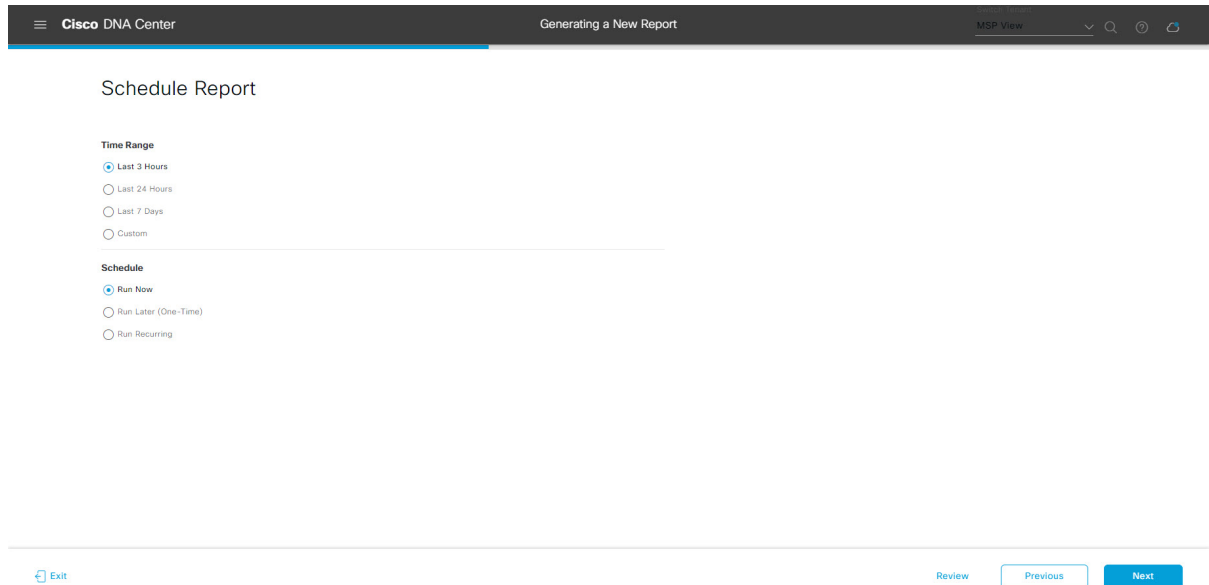 Cisco DNA Center
Generating a New Report
MSP View
Schedule Report
Time Range
Last 3 Hours
Last 24 Hours
Last 7 Days
Custom
Schedule
Run Now
Run Later (One-Time)
Run Recurring
Exit
Review
Previous
Next